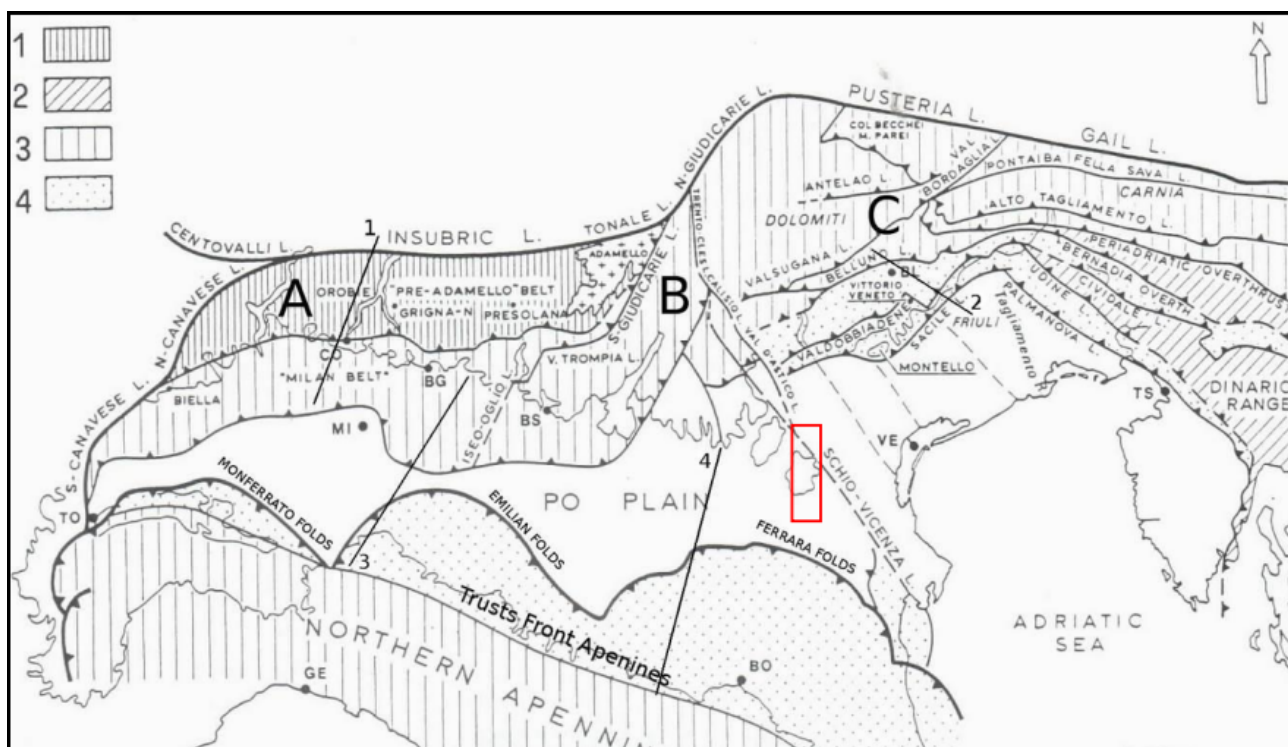 1
2
3
4
N
PUSTERIA L.
GAIL L.
COL BECCHEI
M. PAREI
VAL
BORDAGLIA L.
PONTAIBA FELLA SAVA L.
CARNIA
ANTELAO L.
DOLOMITI
C
ALTO TAGLIAMENTO L.
PERIADRIATIC OVERTHRUST
BERNADIA OVERTH.
CIVIDALE L.
UDINE L.
PALMANOVA L.
N-GIUDICARIE L.
TRENTO-CLES L.
CALISIO L.
VAL D'ASTICO L.
CENTOVALLI L.
1
INSUBRIC L.
TONALE L.
ADAMELLO
N-CANAVESE L.
A
OROBIE
"PRE-ADAMELLO" BELT
GRIGNA-N
PRESOLANA
S-GIUDICARIE L.
B
VALSUGANA L.
BELLUNO L.
BL
VITTORIO
VENETO
2
FRIULI
Tagliamento
SACILE
VALDOBBIADENE
MONTELLO
CO
"MILAN BELT"
BG
V. TROMPIA L.
BIELLA
ISEO-OGLIO
BS
MI
S-CANAVESE L.
TO
MONFERRATO FOLDS
3
EMILIAN FOLDS
PO PLAIN
4
FERRARA FOLDS
SCHIO-VICENZA L.
VE
TS
DINARIC
RANGE
ADRIATIC
SEA
Trusts Front Apenines
NORTHERN APENNIN
GE
BO